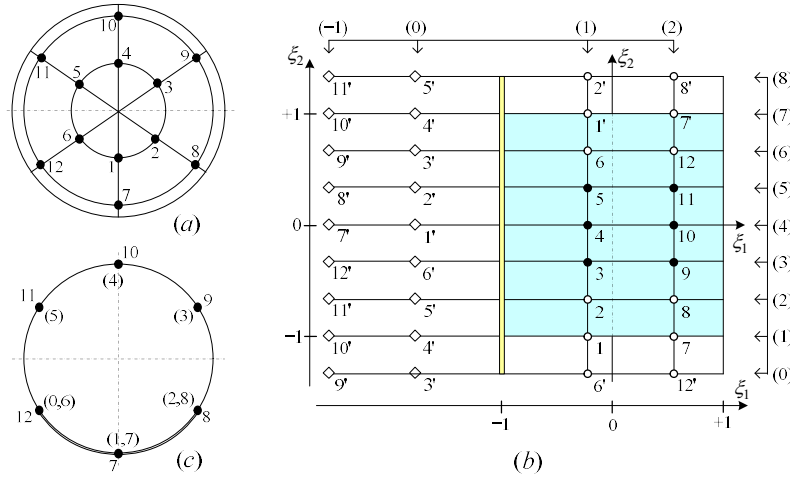 10
11
9
5
4
3
6
2
1
12
8
7
(a)
10
11
9
(4)
(5)
(3)
(0,6)
(2,8)
12
8
(1,7)
7
(c)
(−1) (0) (1) (2)
ξ2 ξ2
11' 5' 2' 8' (8)
+1 10' 4' 1' 7' (7)
9' 3' 6 12 (6)
8' 2' 5 11 (5)
0 7' 1' 4 10 (4)
ξ1
12' 6' 3 9 (3)
11' 5' 2 8 (2)
−1 10' 4' 1 7 (1)
9' 3' 6' 12' (0)
ξ1
−1 0 +1
(b)